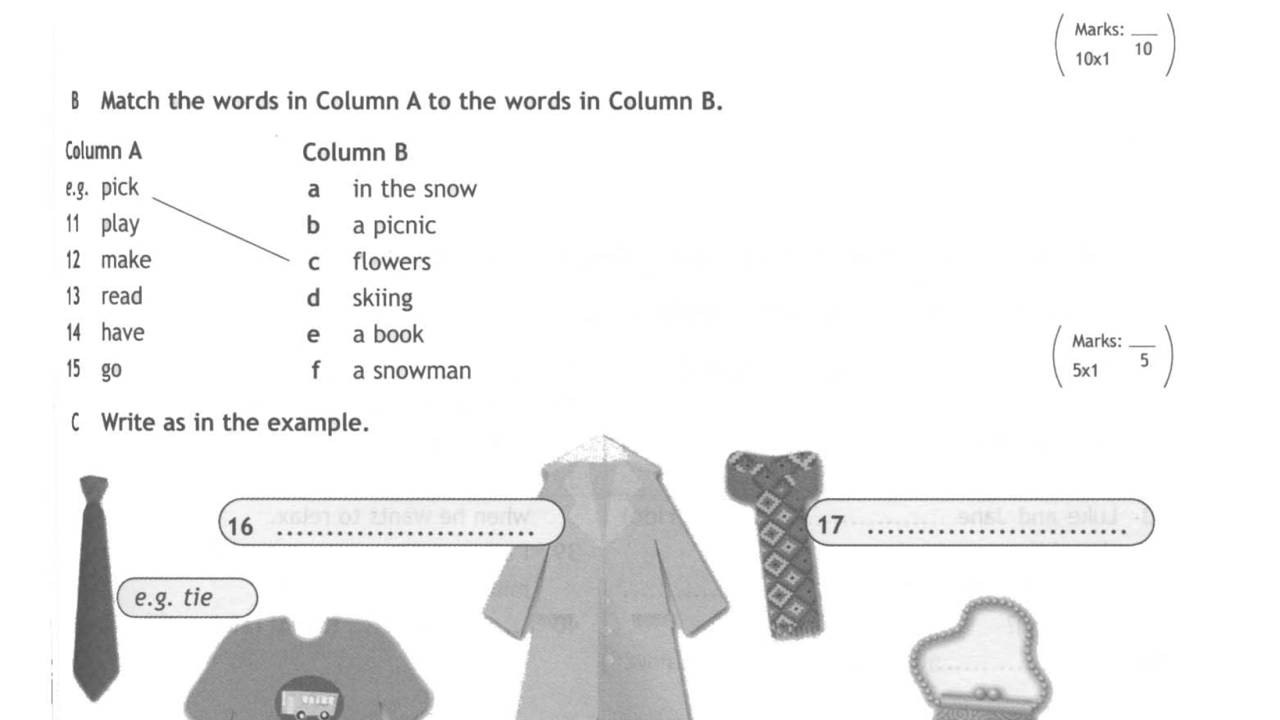 Marks: __
10x1 10
B Match the words in Column A to the words in Column B.
Column A Column B
e.g. pick a in the snow
11 play b a picnic
12 make c flowers
13 read d skiing
14 have e a book
15 go f a snowman
Marks: __
5x1 5
C Write as in the example.
16 ..........................
17 ..........................
e.g. tie